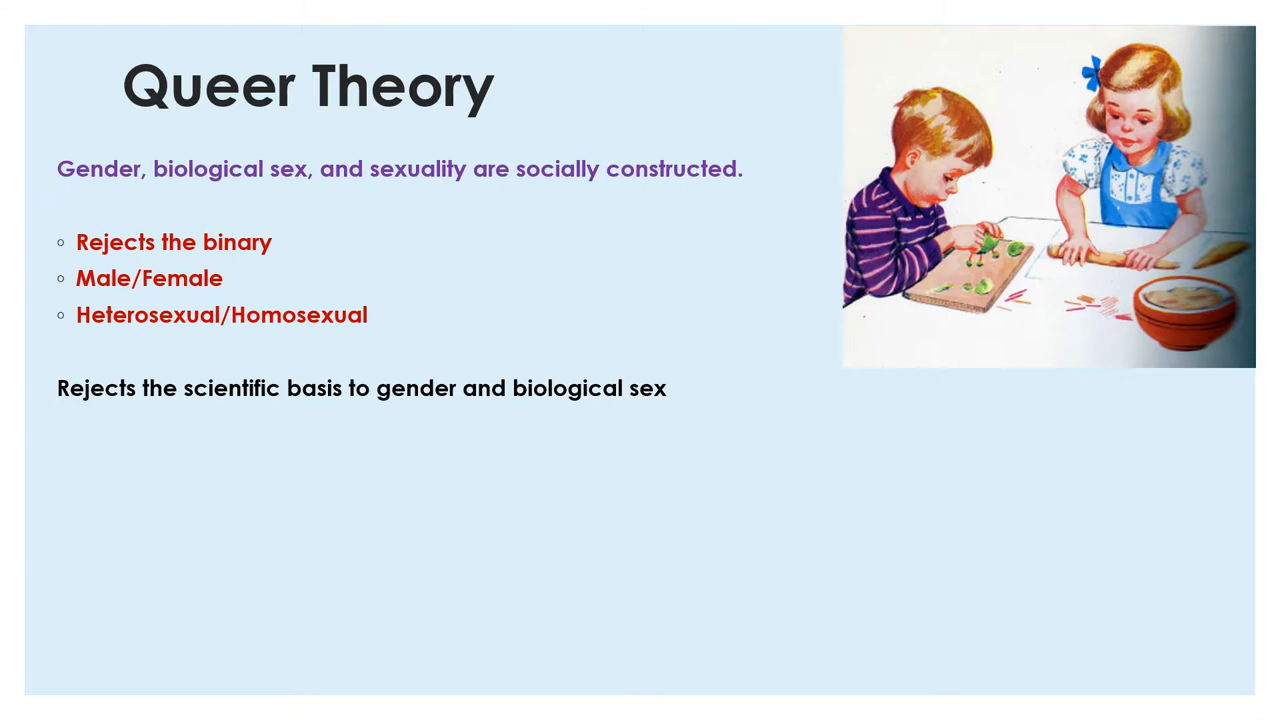 Queer Theory
Gender, biological sex, and sexuality are socially constructed.
◦ Rejects the binary
◦ Male/Female
◦ Heterosexual/Homosexual
Rejects the scientific basis to gender and biological sex